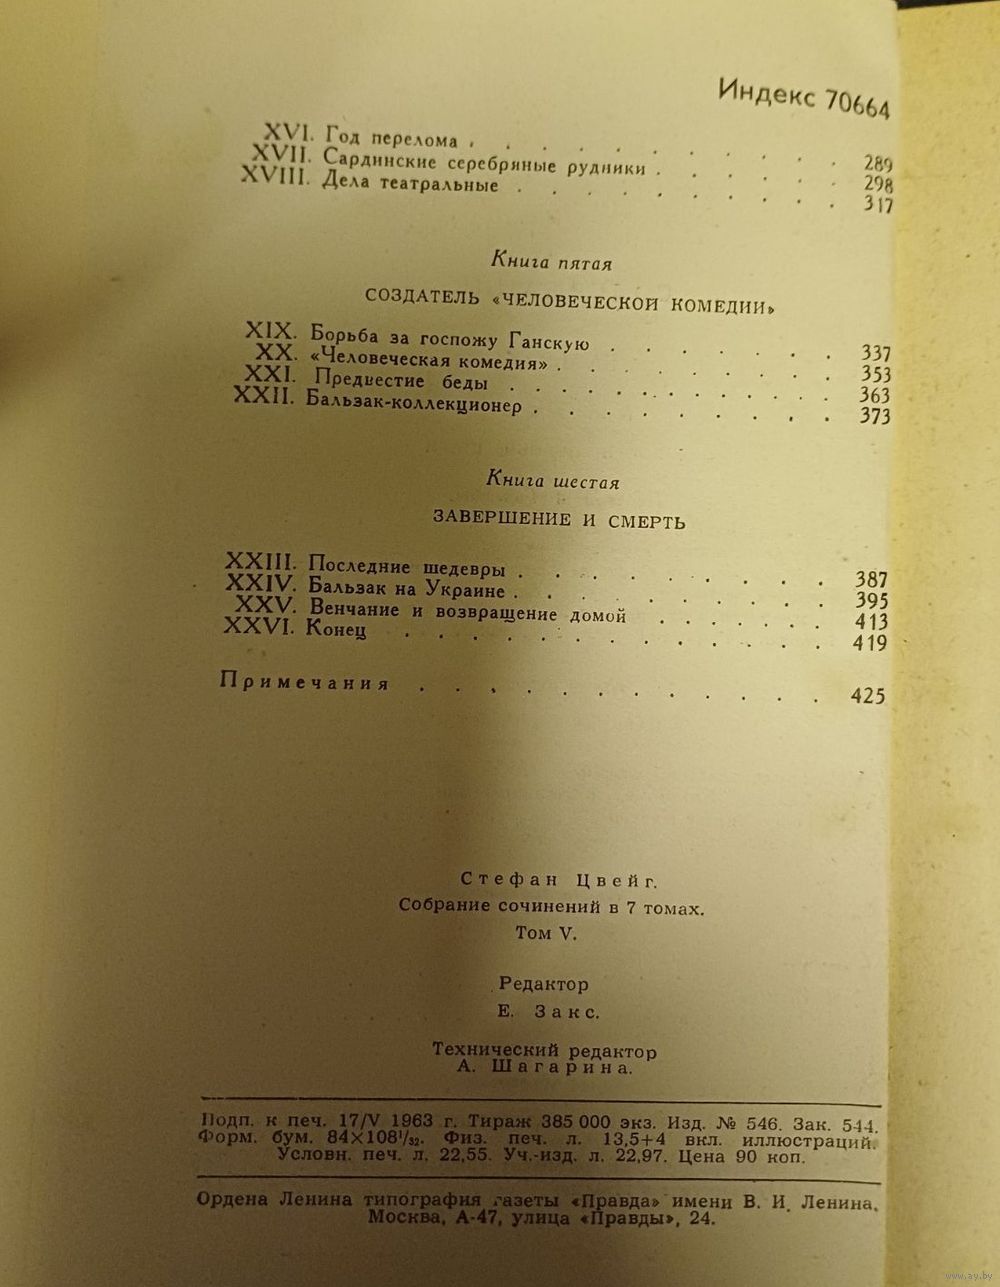 Индекс 70664
XVI. Год перелома . . . . . . . . . . 289
XVII. Сардинские серебряные рудники . . . . . . 298
XVIII. Дела театральные . . . . . . . . . 317
Книга пятая
СОЗДАТЕЛЬ «ЧЕЛОВЕЧЕСКОЙ КОМЕДИИ»
XIX. Борьба за госпожу Ганскую . . . . . . . 337
XX. «Человеческая комедия» . . . . . . . . 353
XXI. Предвестие беды . . . . . . . . . . 363
XXII. Бальзак-коллекционер . . . . . . . . . 373
Книга шестая
ЗАВЕРШЕНИЕ И СМЕРТЬ
XXIII. Последние шедевры . . . . . . . . . 387
XXIV. Бальзак на Украине . . . . . . . . . 395
XXV. Венчание и возвращение домой . . . . . . 413
XXVI. Конец . . . . . . . . . . . . 419
Примечания . . . . . . . . . . . . 425
Стефан Цвейг.
Собрание сочинений в 7 томах.
Том V.
Редактор
Е. Закс.
Технический редактор
А. Шагарина.
Подп. к печ. 17/V 1963 г. Тираж 385 000 экз. Изд. № 546. Зак. 544.
Форм. бум. 84×108¹/₃₂. Физ. печ. л. 13,5+4 вкл. иллюстраций.
Условн. печ. л. 22,55. Уч.-изд. л. 22,97. Цена 90 коп.
Ордена Ленина типография газеты «Правда» имени В. И. Ленина.
Москва, А-47, улица «Правды», 24.
www.ay.by